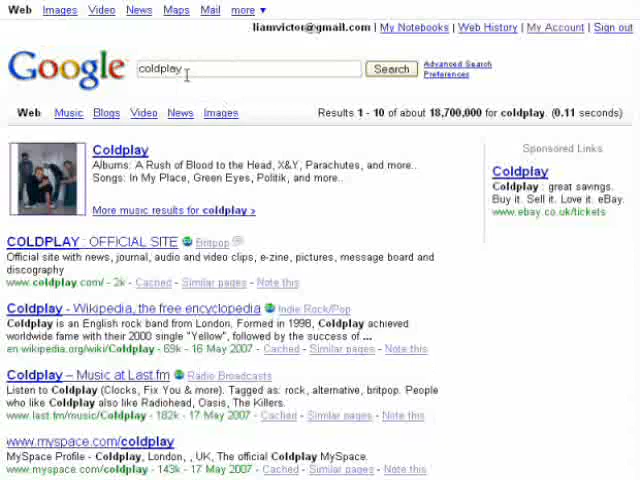 Web Images Video News Maps Mail more ▼
liamvictor@gmail.com | My Notebooks | Web History | My Account | Sign out
Google
coldplay
Search
Advanced Search
Preferences
Web Music Blogs Video News Images
Results 1 - 10 of about 18,700,000 for coldplay. (0.11 seconds)
Coldplay
Albums: A Rush of Blood to the Head, X&Y, Parachutes, and more..
Songs: In My Place, Green Eyes, Politik, and more..
More music results for coldplay »
Sponsored Links
Coldplay
Coldplay : great savings.
Buy it. Sell it. Love it. eBay.
www.ebay.co.uk/tickets
COLDPLAY : OFFICIAL SITE Britpop
Official site with news, journal, audio and video clips, e-zine, pictures, message board and
discography
www.coldplay.com/ - 2k - Cached - Similar pages - Note this
Coldplay - Wikipedia, the free encyclopedia Indie Rock/Pop
Coldplay is an English rock band from London. Formed in 1998, Coldplay achieved
worldwide fame with their 2000 single "Yellow", followed by the success of ...
en.wikipedia.org/wiki/Coldplay - 69k - 16 May 2007 - Cached - Similar pages - Note this
Coldplay – Music at Last.fm Radio Broadcasts
Listen to Coldplay (Clocks, Fix You & more). Tagged as: rock, alternative, britpop. People
who like Coldplay also like Radiohead, Oasis, The Killers.
www.last.fm/music/Coldplay - 182k - 17 May 2007 - Cached - Similar pages - Note this
www.myspace.com/coldplay
MySpace Profile - Coldplay, London, , UK, The official Coldplay MySpace.
www.myspace.com/coldplay - 143k - 17 May 2007 - Cached - Similar pages - Note this